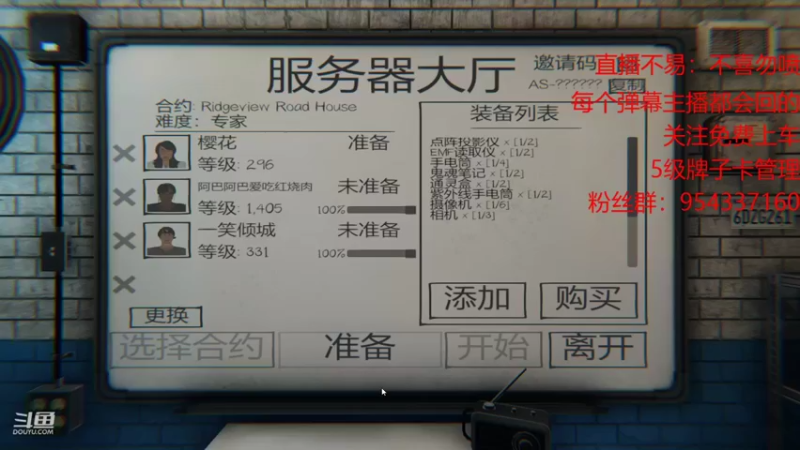 服务器大厅
邀请码
AS-?????? 复制
直播不易：不喜勿喷
每个弹幕主播都会回的
关注免费上车
5级牌子卡管理
粉丝群：954337160
合约: Ridgeview Road House
难度: 专家
樱花 准备
等级: 296
阿巴阿巴爱吃红烧肉 未准备
等级: 1,405 100%
一笑倾城 未准备
等级: 331 100%
更换
装备列表
点阵投影仪 x [1/2]
EMF读取仪 x [1/2]
手电筒 x [1/4]
鬼魂笔记 x [1/2]
通灵盒 x [1/2]
紫外线手电筒 x [1/2]
摄像机 x [1/6]
相机 x [1/3]
添加 购买
选择合约 准备 开始 离开
6DZG261
斗鱼
DOUYU.COM